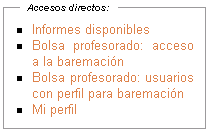 Accesos directos:
Informes disponibles
Bolsa profesorado: acceso
a la baremación
Bolsa profesorado: usuarios
con perfil para baremación
Mi perfil